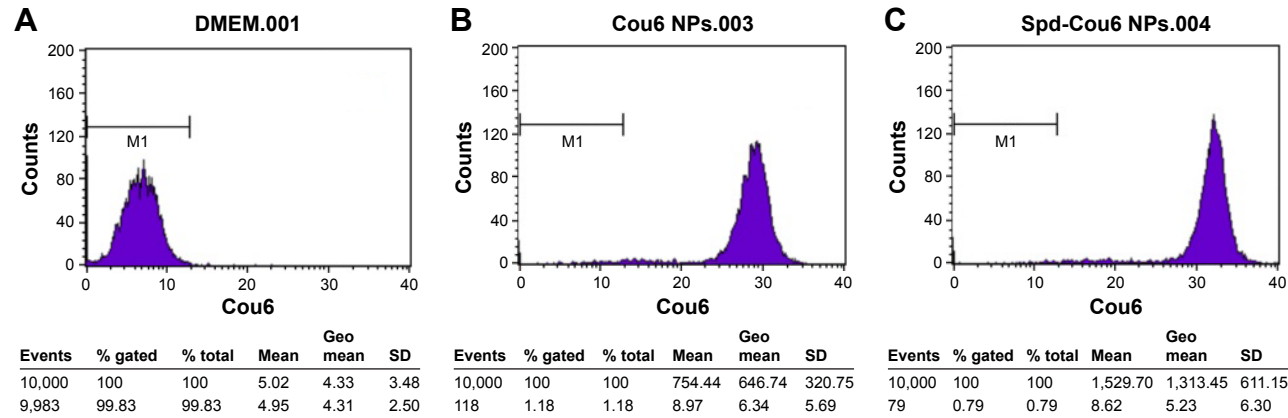 A DMEM.001
200
160
120
80
40
0
Counts
M1
0 10 20 30 40
Cou6
Events % gated % total Mean Geo mean SD
10,000 100 100 5.02 4.33 3.48
9,983 99.83 99.83 4.95 4.31 2.50
B Cou6 NPs.003
200
160
120
80
40
0
Counts
M1
0 10 20 30 40
Cou6
Events % gated % total Mean Geo mean SD
10,000 100 100 754.44 646.74 320.75
118 1.18 1.18 8.97 6.34 5.69
C Spd-Cou6 NPs.004
200
160
120
80
40
0
Counts
M1
0 10 20 30 40
Cou6
Events % gated % total Mean Geo mean SD
10,000 100 100 1,529.70 1,313.45 611.15
79 0.79 0.79 8.62 5.23 6.30